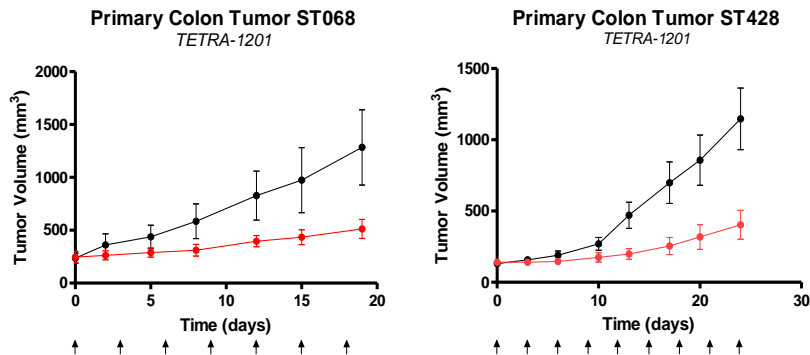 Primary Colon Tumor ST068
TETRA-1201
Tumor Volume (mm³)
2000
1500
1000
500
0
0 5 10 15 20
Time (days)
Primary Colon Tumor ST428
TETRA-1201
Tumor Volume (mm³)
1500
1000
500
0
0 10 20 30
Time (days)